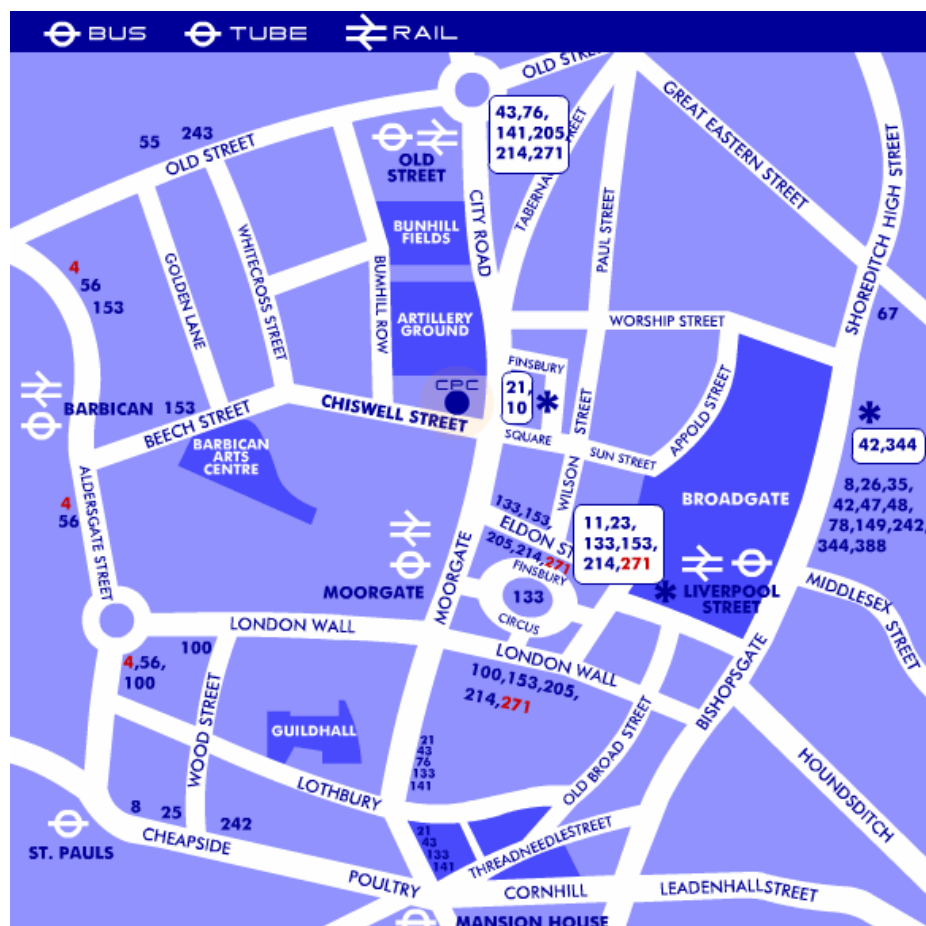 BUS TUBE RAIL
OLD STREET
43,76,
141,205,
214,271
55 243
OLD STREET
OLD
STREET
GREAT EASTERN STREET
SHOREDITCH HIGH STREET
CITY ROAD
PAUL STREET
BUNHILL
FIELDS
WHITECROSS STREET
GOLDEN LANE
BUMHILL ROW
4
56
153
ARTILLERY
GROUND
WORSHIP STREET
67
FINSBURY
CPC
21,
10
SQUARE
BARBICAN 153
BEECH STREET
CHISWELL STREET
BARBICAN
ARTS
CENTRE
SUN STREET
APPOLD STREET
WILSON STREET
42,344
8,26,35,
42,47,48,
78,149,242,
344,388
BROADGATE
ALDERSGATE STREET
4
56
133,153,
ELDON ST
205,214,271
11,23,
133,153,
214,271
MOORGATE
MOORGATE
FINSBURY
133
CIRCUS
LIVERPOOL
STREET
MIDDLESEX STREET
LONDON WALL
LONDON WALL
100
4,56,
100
100,153,205,
214,271
BISHOPSGATE
WOOD STREET
GUILDHALL
21
43
76
133
141
OLD BROAD STREET
HOUNDSDITCH
LOTHBURY
8 25 242
CHEAPSIDE
ST. PAULS
21
43
133
141
THREADNEEDLESTREET
POULTRY
CORNHILL
LEADENHALLSTREET
MANSION HOUSE